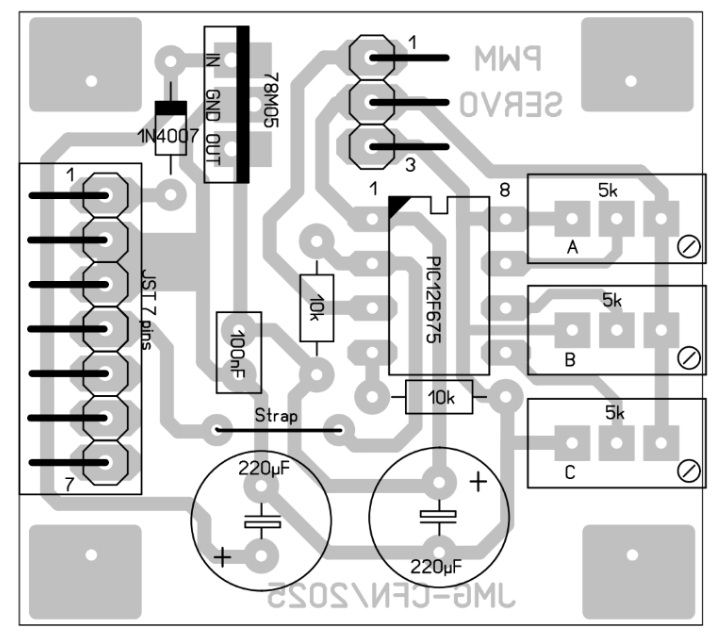 1
PWM
IN
GND
OUT
78M05
1N4007
SERVO
3
1
1
8
5k
A
PIC12F675
JST 7 pins
10k
5k
B
100nF
10k
5k
Strap
C
7
220µF
+
+
220µF
JMG-CFN/2025